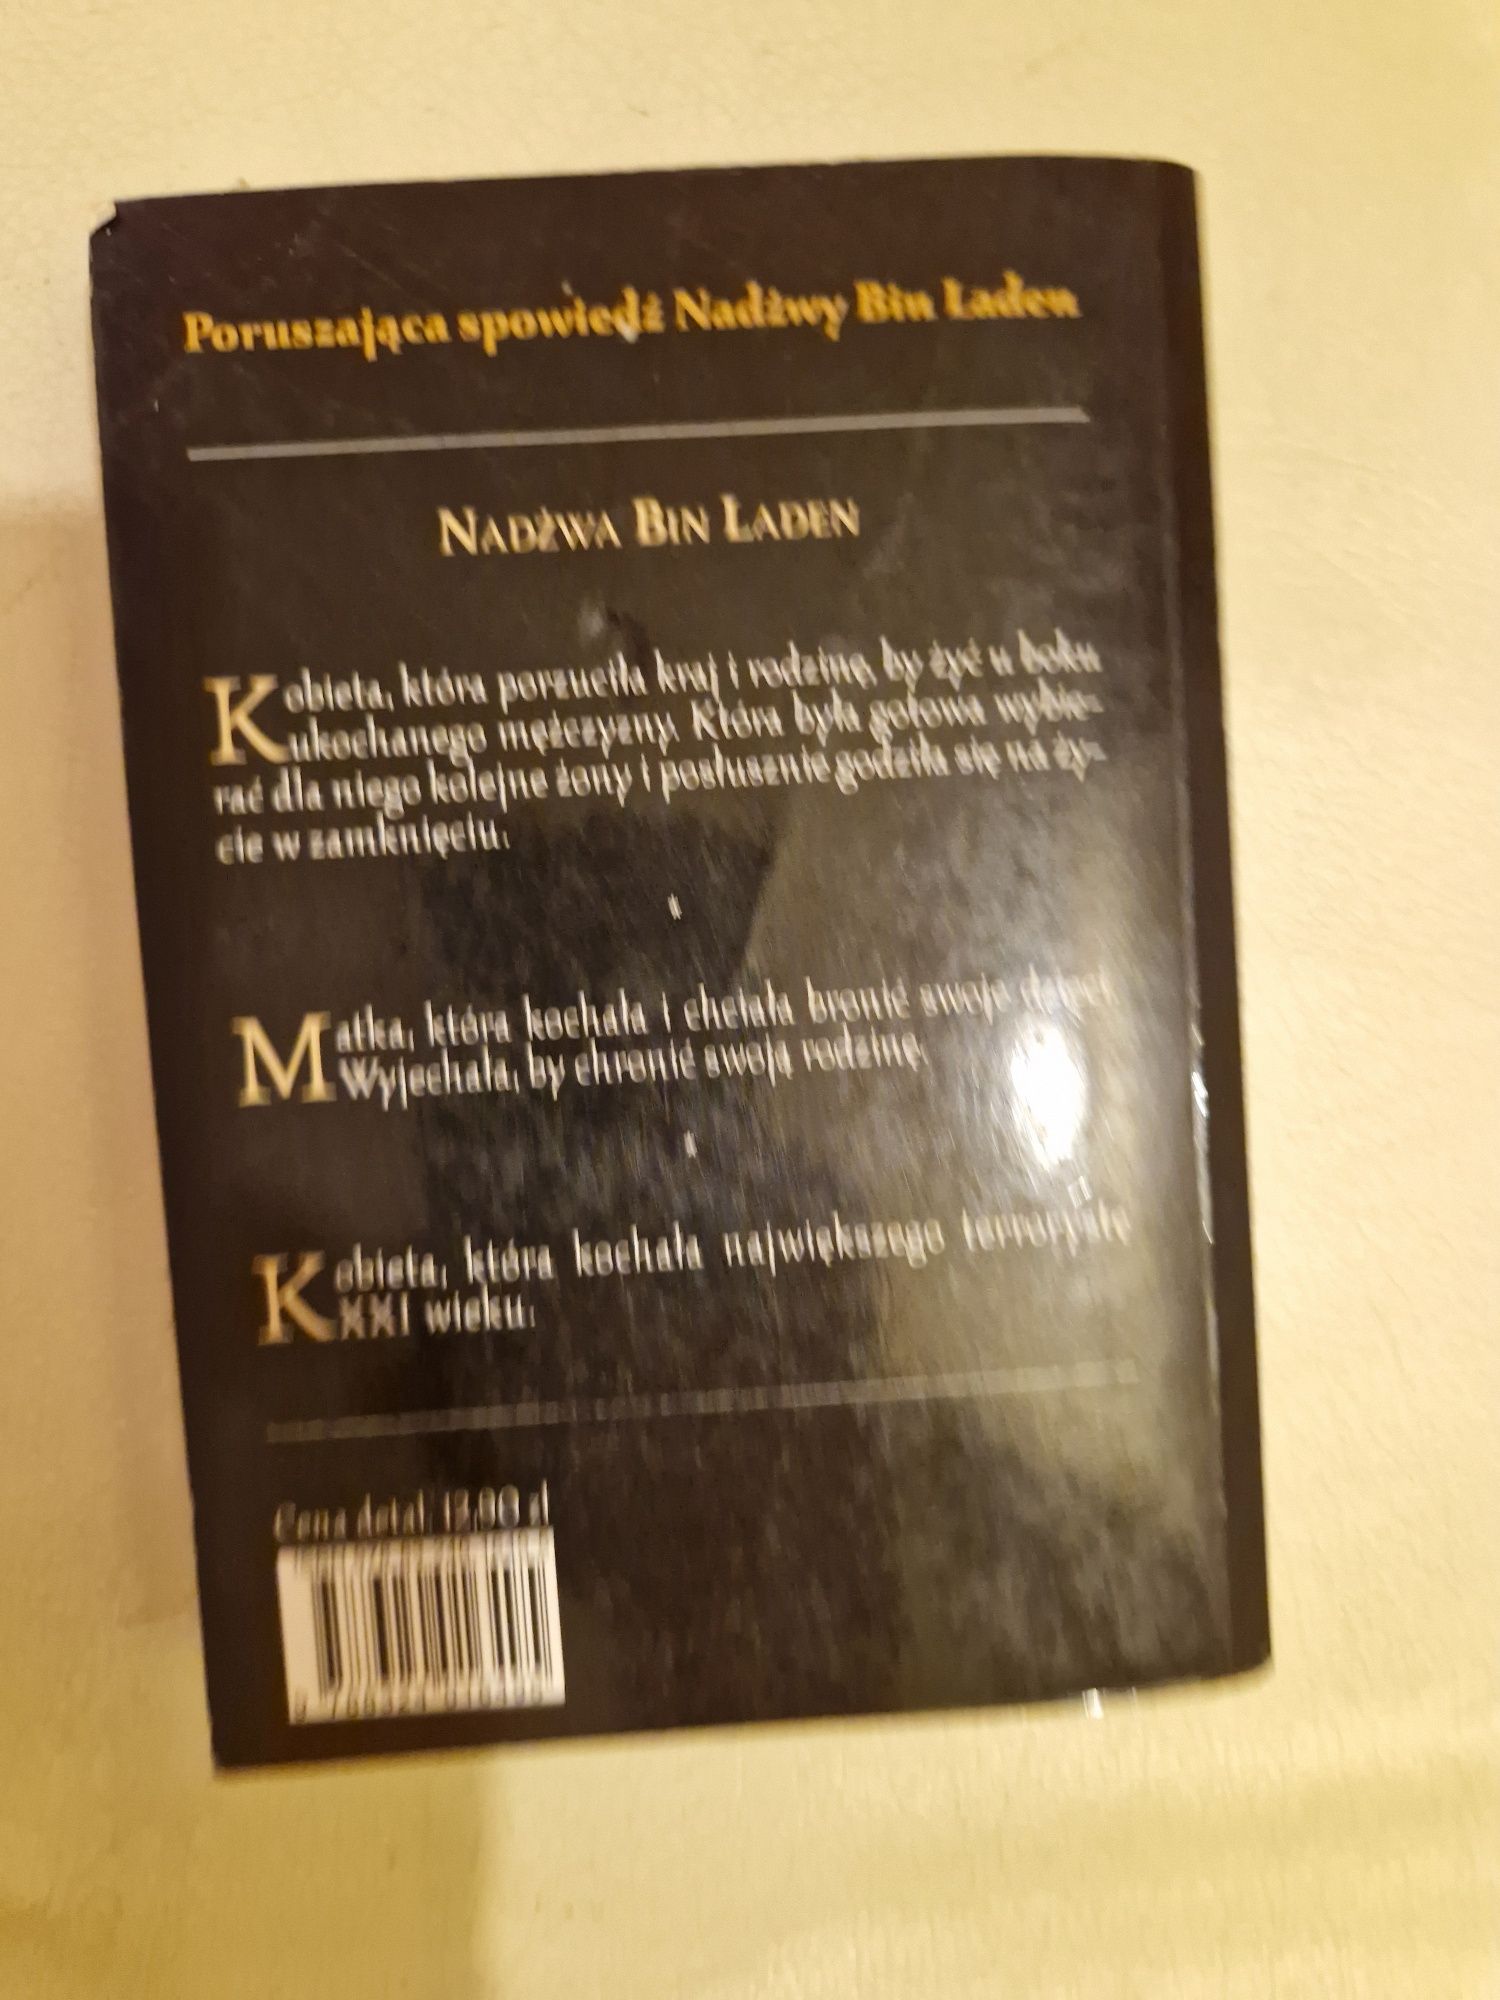 Poruszająca spowiedź Nadżwy Bin Laden
NADŻWA BIN LADEN
Kobieta, która porzuciła kraj i rodzinę, by żyć u boku
ukochanego mężczyzny. Która była gotowa wybie-
rać dla niego kolejne żony i posłusznie godziła się na ży-
cie w zamknięciu.
Matka, która kochała i chciała bronić swoje dzieci.
Wyjechała, by chronić swoją rodzinę.
Kobieta, która kochała największego terrorystę
XXI wieku.
Cena detal. zł